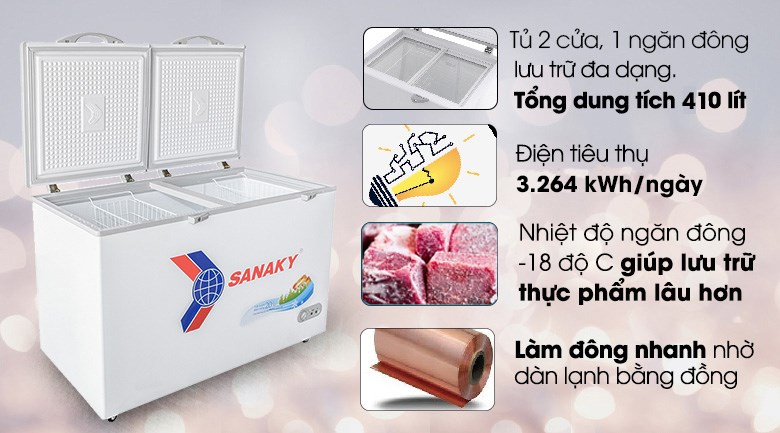 Tủ 2 cửa, 1 ngăn đông
lưu trữ đa dạng.
Tổng dung tích 410 lít
Điện tiêu thụ
3.264 kWh/ngày
Nhiệt độ ngăn đông
-18 độ C giúp lưu trữ
thực phẩm lâu hơn
Làm đông nhanh nhờ
dàn lạnh bằng đồng
SANAKY